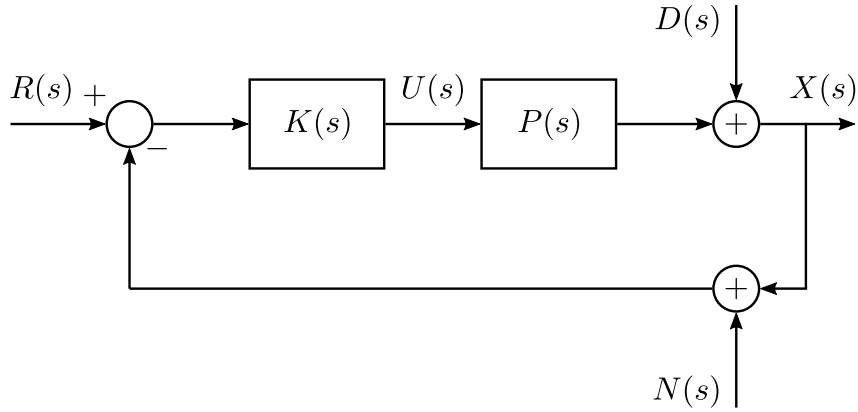 D(s)
R(s) + U(s) X(s)
K(s) P(s) +
−
+
N(s)